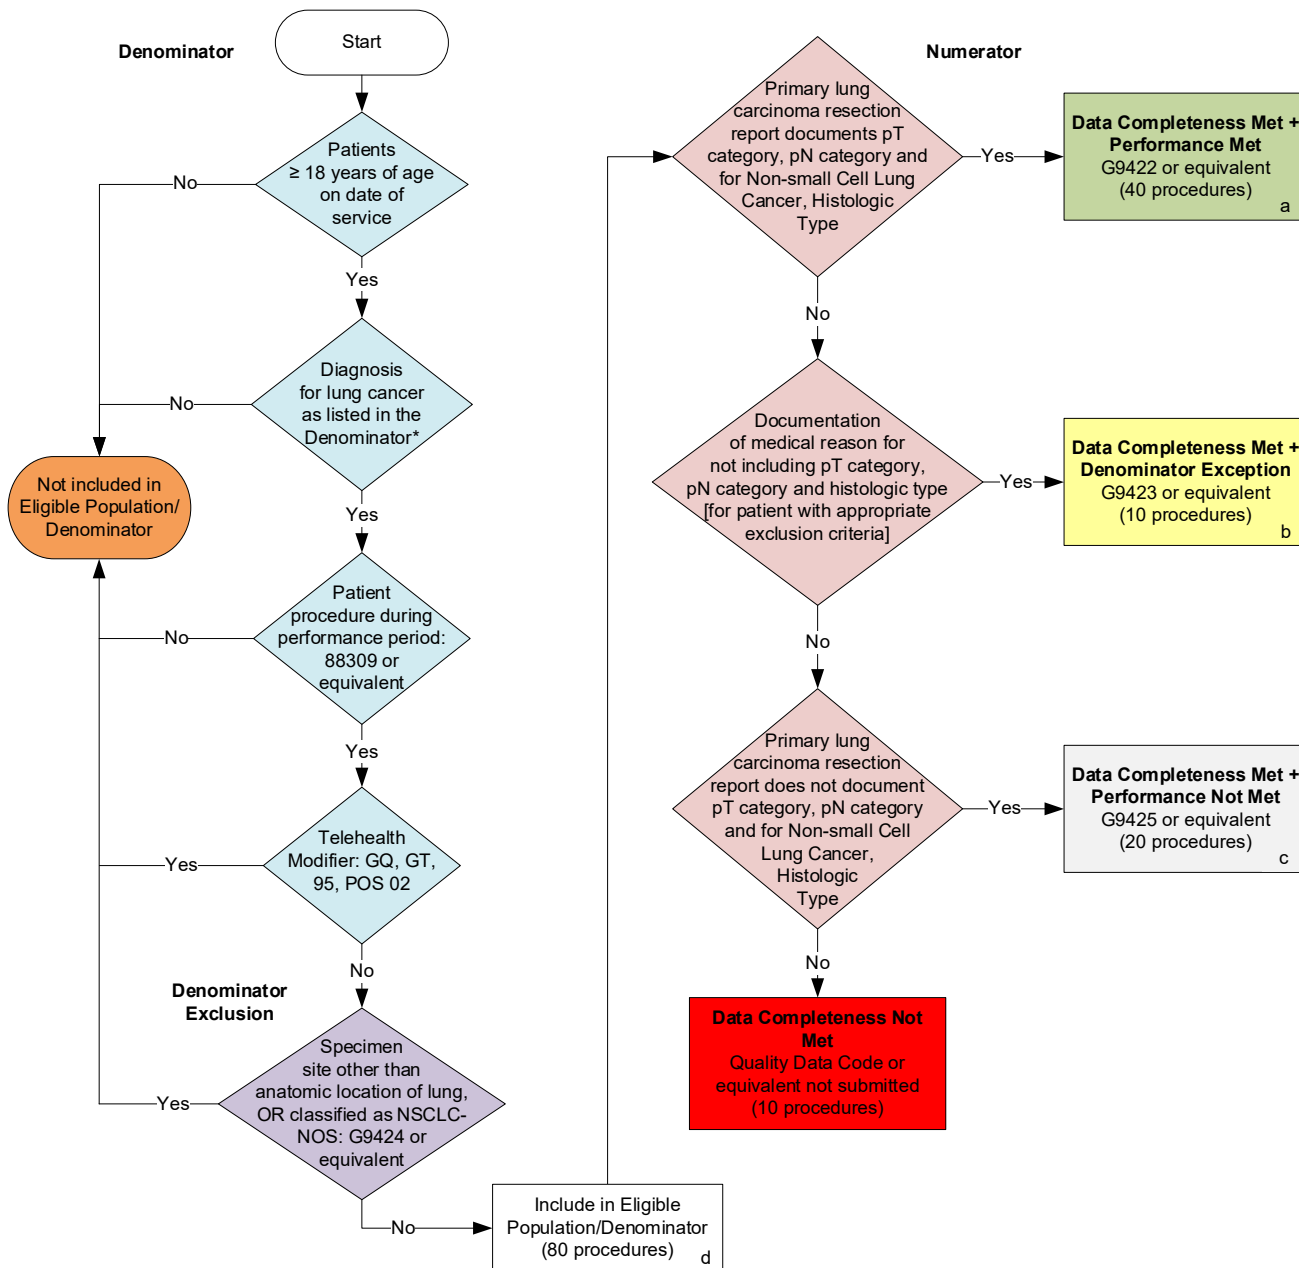 Denominator
Start
Patients
≥ 18 years of age
on date of
service
No
Yes
Diagnosis
for lung cancer
as listed in the
Denominator*
No
Not included in
Eligible Population/
Denominator
Yes
Patient
procedure during
performance period:
88309 or
equivalent
No
Yes
Telehealth
Modifier: GQ, GT,
95, POS 02
Yes
No
Denominator
Exclusion
Specimen
site other than
anatomic location of lung,
OR classified as NSCLC-
NOS: G9424 or
equivalent
Yes
No
Include in Eligible
Population/Denominator
(80 procedures)
d
Numerator
Primary lung
carcinoma resection
report documents pT
category, pN category and
for Non-small Cell Lung
Cancer, Histologic
Type
Yes
Data Completeness Met +
Performance Met
G9422 or equivalent
(40 procedures)
a
No
Documentation
of medical reason for
not including pT category,
pN category and histologic type
[for patient with appropriate
exclusion criteria]
Yes
Data Completeness Met +
Denominator Exception
G9423 or equivalent
(10 procedures)
b
No
Primary lung
carcinoma resection
report does not document
pT category, pN category
and for Non-small Cell
Lung Cancer,
Histologic
Type
Yes
Data Completeness Met +
Performance Not Met
G9425 or equivalent
(20 procedures)
c
No
Data Completeness Not
Met
Quality Data Code or
equivalent not submitted
(10 procedures)